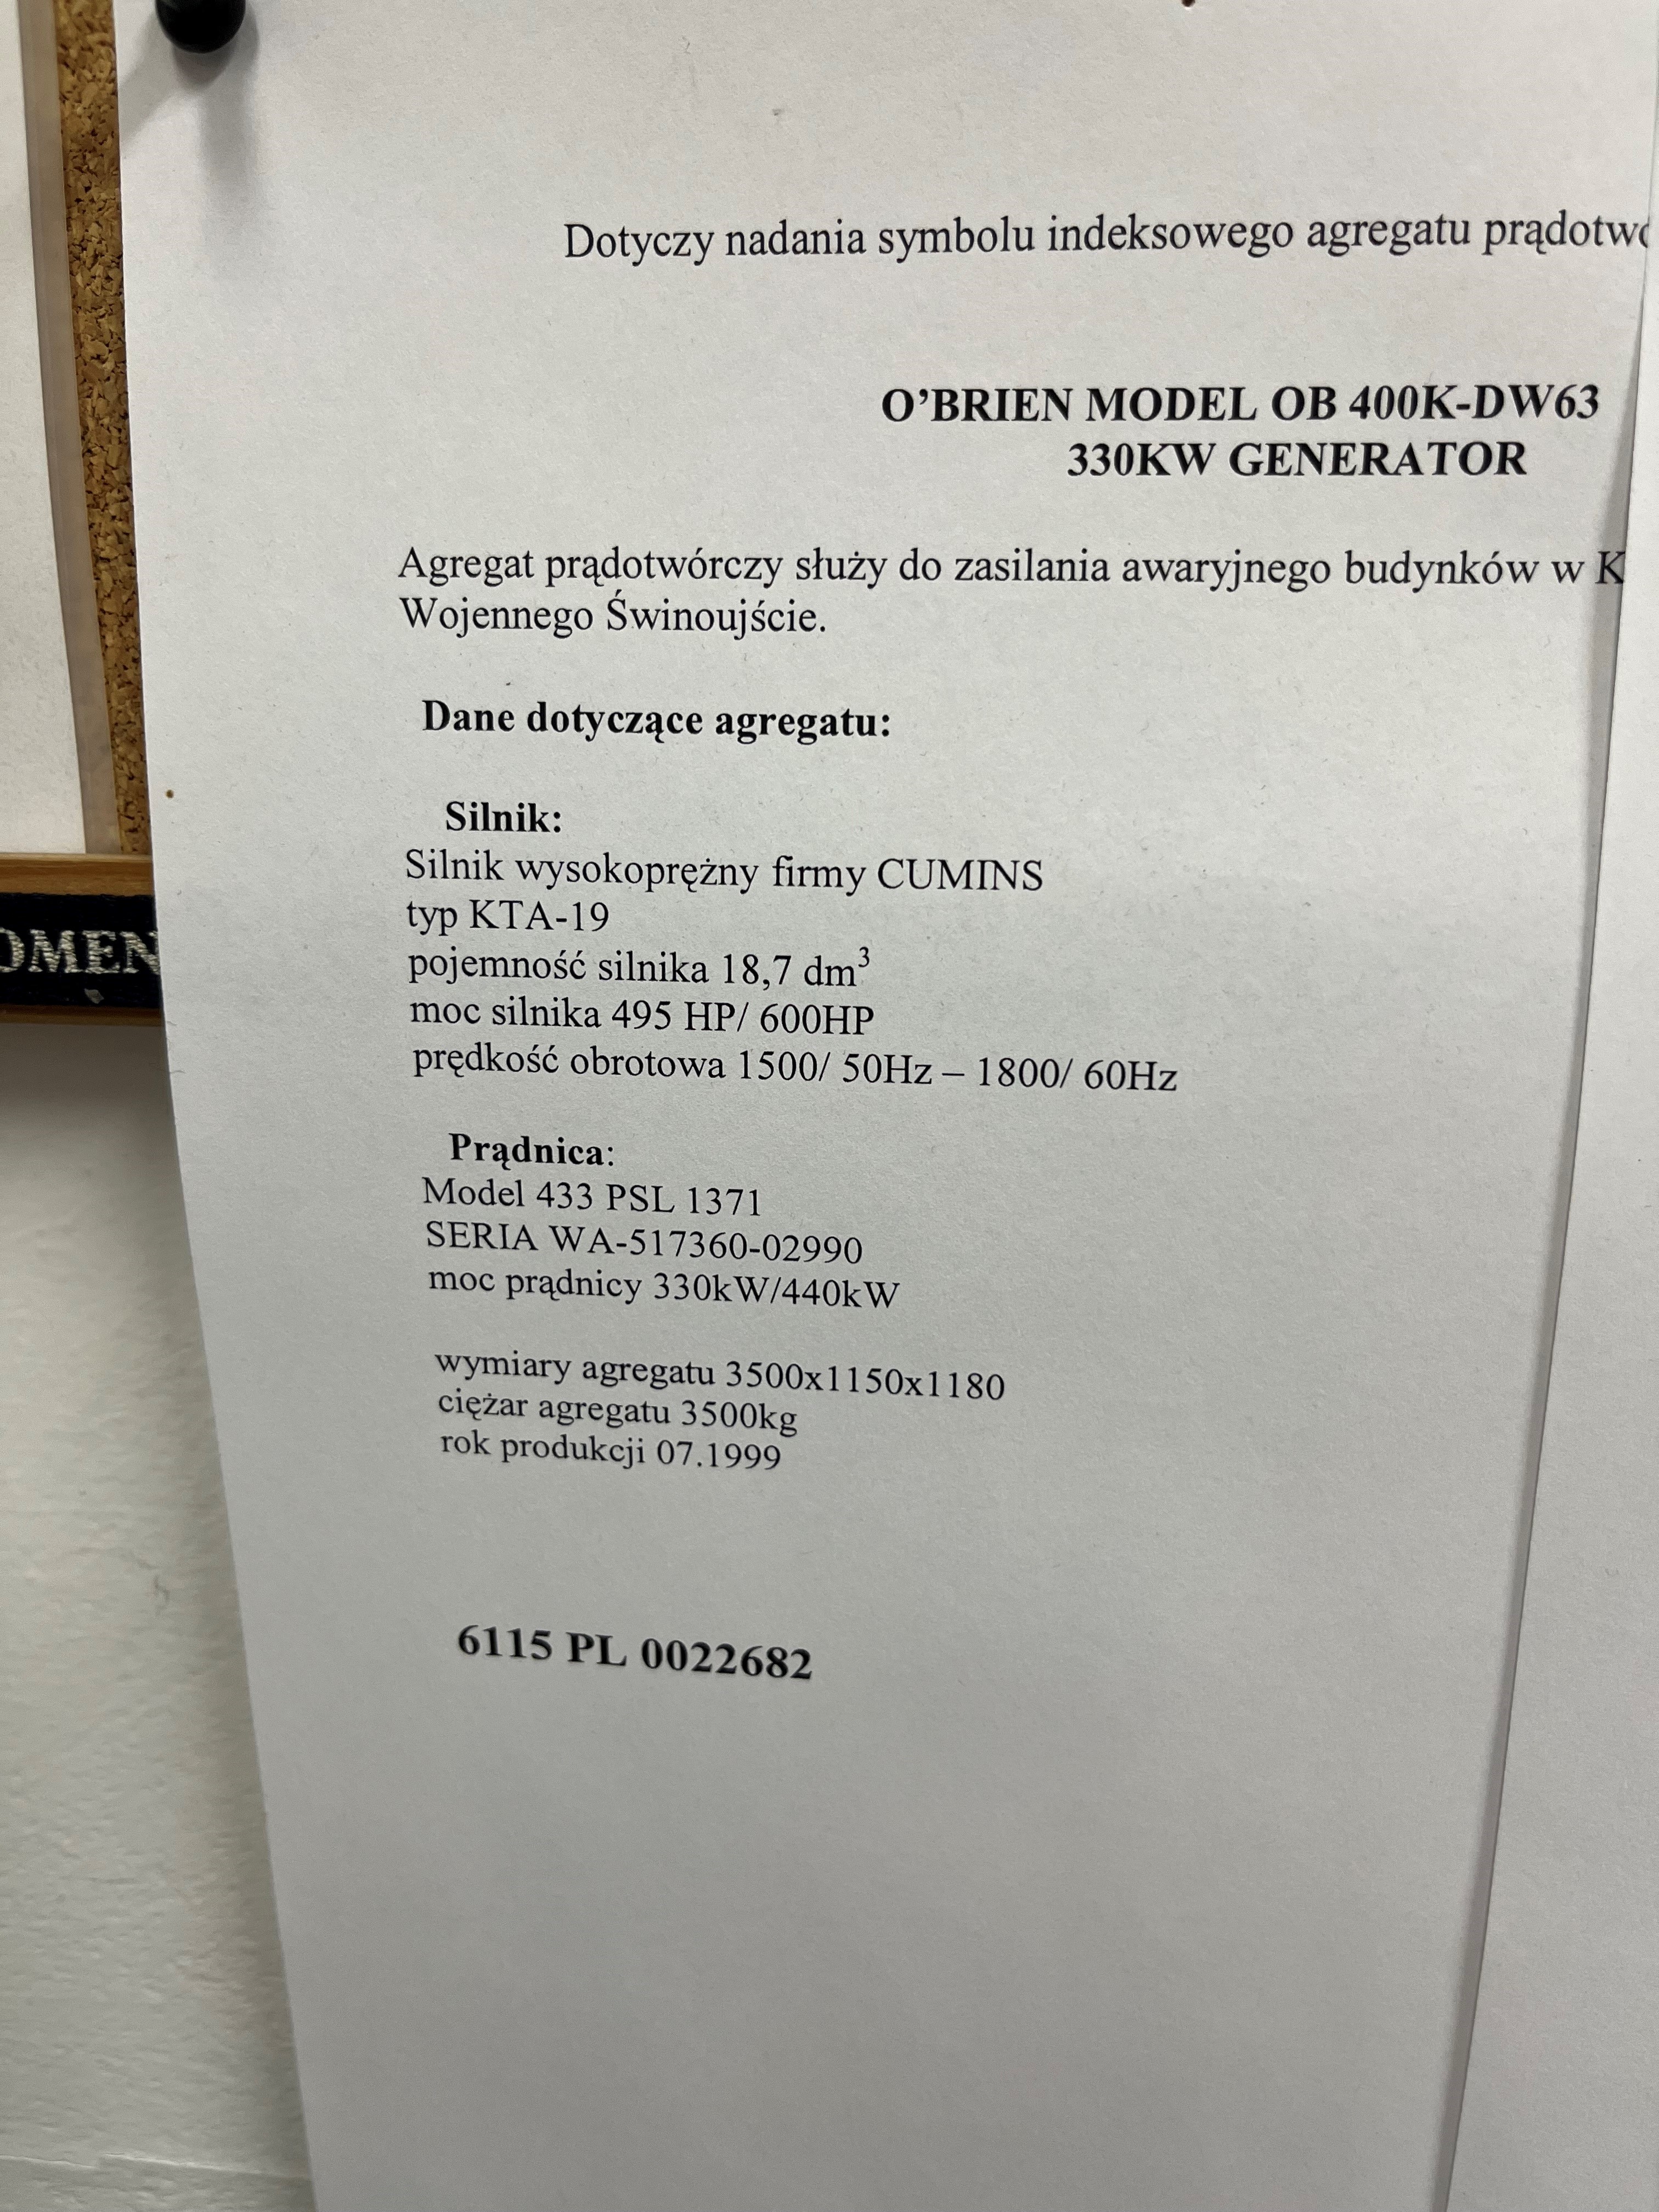 Dotyczy nadania symbolu indeksowego agregatu
O'BRIEN MODEL OB 400K-DW63
330KW GENERATOR
Agregat prądotwórczy służy do zasilania awaryjnego budynków w K
Wojennego Świnoujście.
Dane dotyczące agregatu:
Silnik:
Silnik wysokoprężny firmy CUMINS
typ KTA-19
pojemność silnika 18,7 dm³
moc silnika 495 HP/ 600HP
prędkość obrotowa 1500/ 50Hz – 1800/ 60Hz
Prądnica:
Model 433 PSL 1371
SERIA WA-517360-02990
moc prądnicy 330kW/440kW
wymiary agregatu 3500x1150x1180
ciężar agregatu 3500kg
rok produkcji 07.1999
6115 PL 0022682
OMEN